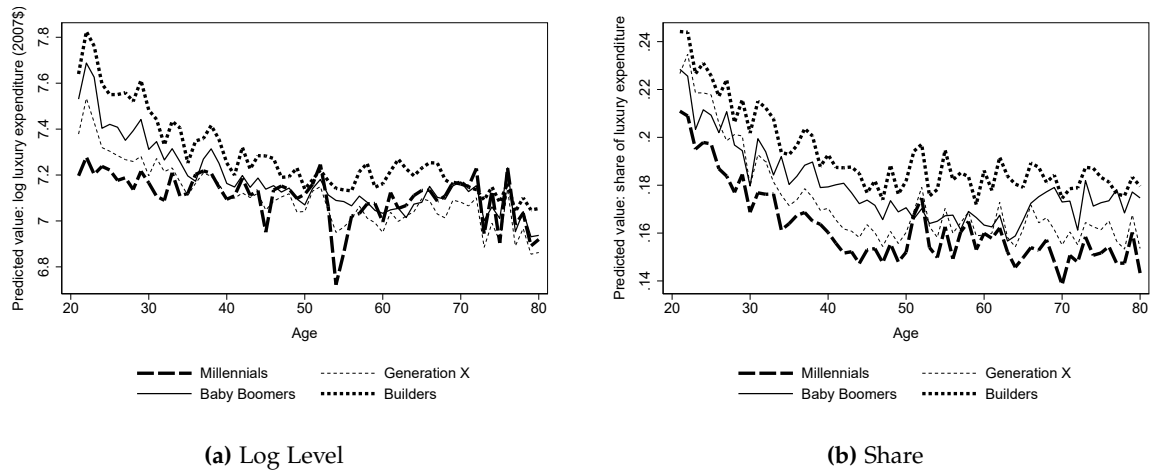 Predicted value: log luxury expenditure (2007$)
7.8
7.6
7.4
7.2
7
6.8
20 30 40 50 60 70 80
Age
Millennials Generation X
Baby Boomers Builders
(a) Log Level
Predicted value: share of luxury expenditure
.24
.22
.2
.18
.16
.14
20 30 40 50 60 70 80
Age
Millennials Generation X
Baby Boomers Builders
(b) Share